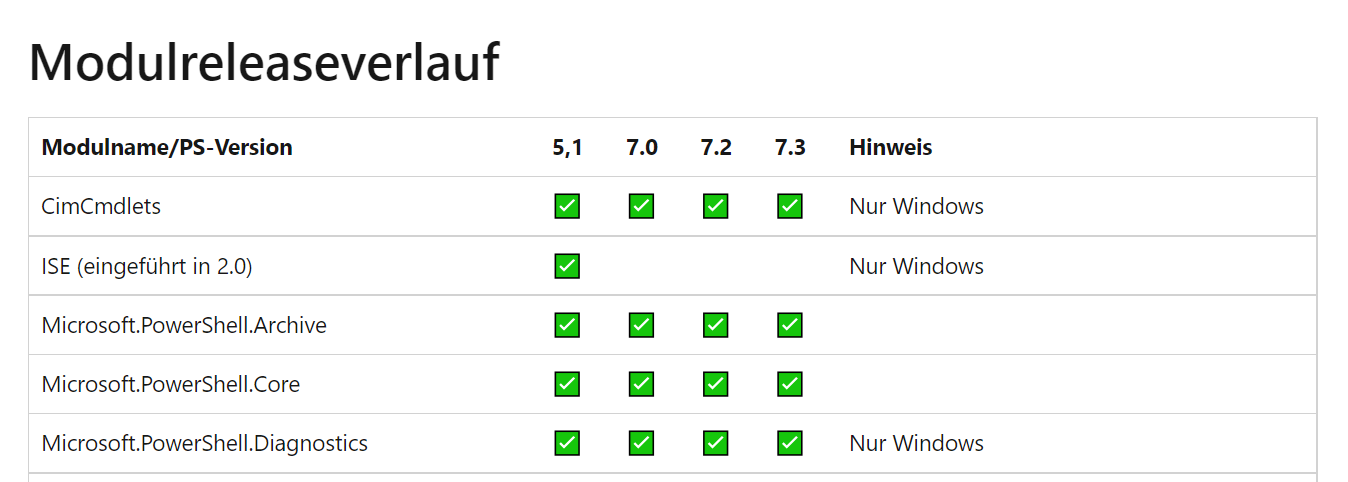 Modulreleaseverlauf
Modulname/PS-Version 5,1 7.0 7.2 7.3 Hinweis
CimCmdlets ✅ ✅ ✅ ✅ Nur Windows
ISE (eingeführt in 2.0) ✅ Nur Windows
Microsoft.PowerShell.Archive ✅ ✅ ✅ ✅
Microsoft.PowerShell.Core ✅ ✅ ✅ ✅
Microsoft.PowerShell.Diagnostics ✅ ✅ ✅ ✅ Nur Windows